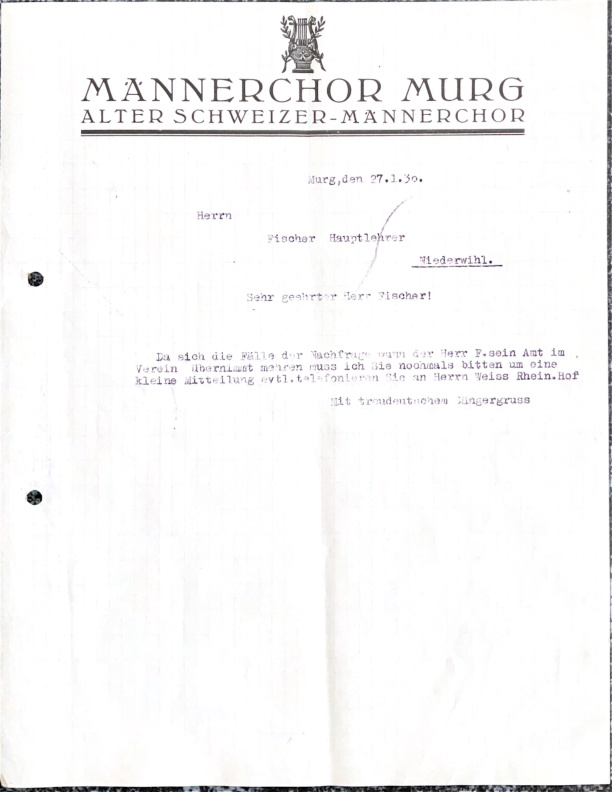 MÄNNERCHOR MURG
ALTER SCHWEIZER-MÄNNERCHOR
Murg,den 27.1.30.
Herrn
Fischer Hauptlehrer
Niederwihl.
Sehr geehrter Herr Fischer!
Da sich die Fälle der Nachfrage wann der Herr F.sein Amt im
Verein übernimmt mehren muss ich Sie nochmals bitten um eine
kleine Mitteilung evtl.telefonieren Sie an Herrn Weiss Rhein.Hof
Mit treudeutschem Sängergruss